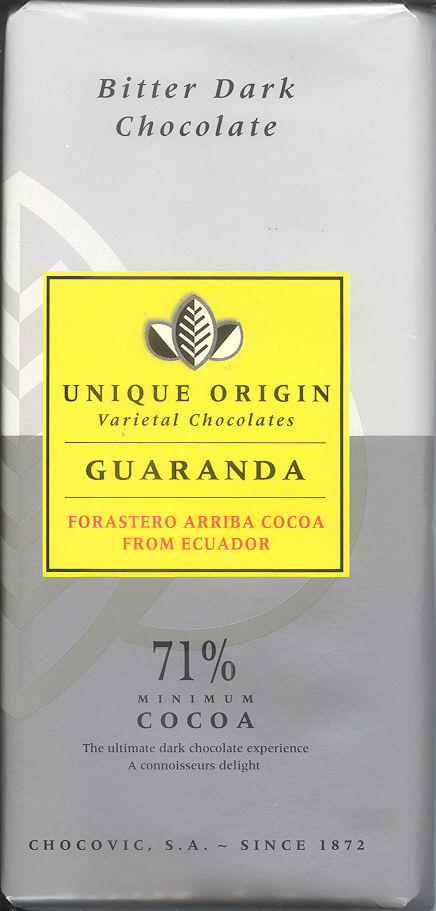 Bitter Dark
Chocolate
UNIQUE ORIGIN
Varietal Chocolates
GUARANDA
FORASTERO ARRIBA COCOA
FROM ECUADOR
71%
MINIMUM
COCOA
The ultimate dark chocolate experience
A connoisseurs delight
CHOCOVIC, S.A. ~ SINCE 1872